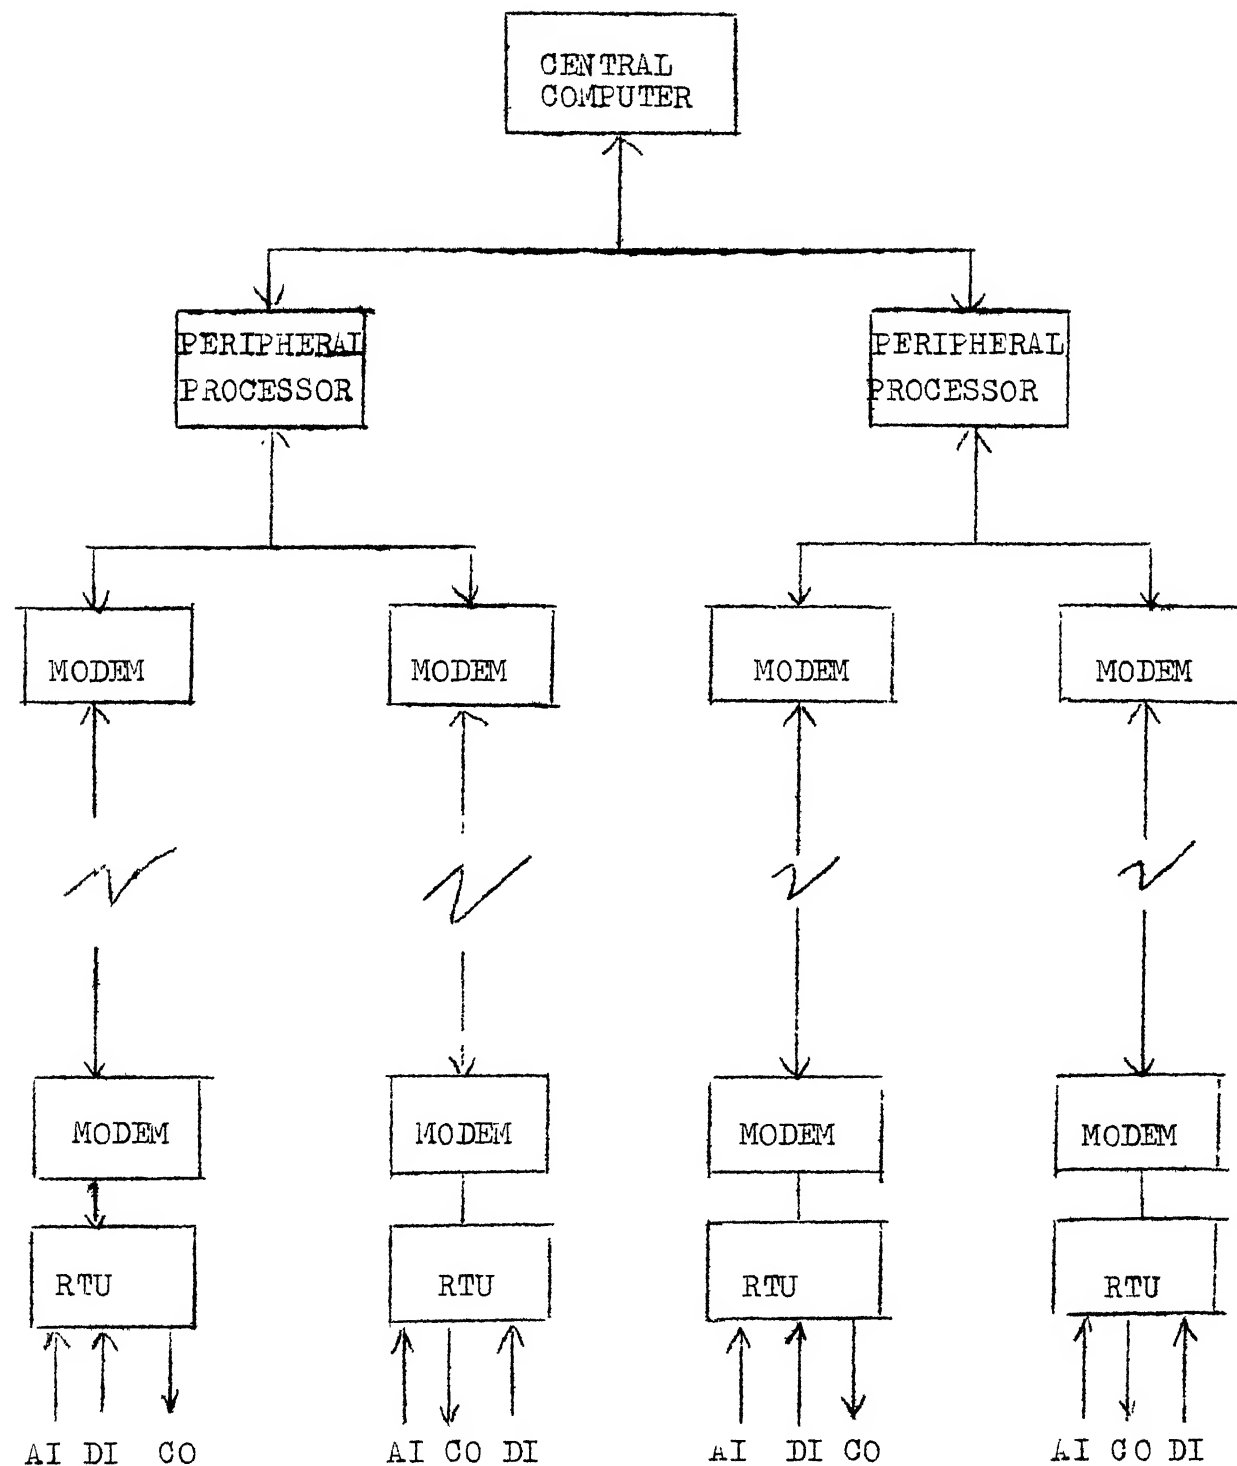 CENTRAL
COMPUTER
PERIPHERAL
PROCESSOR
PERIPHERAL
PROCESSOR
MODEM
MODEM
MODEM
MODEM
MODEM
MODEM
MODEM
MODEM
RTU
RTU
RTU
RTU
AI DI CO
AI CO DI
AI DI CO
AI CO DI